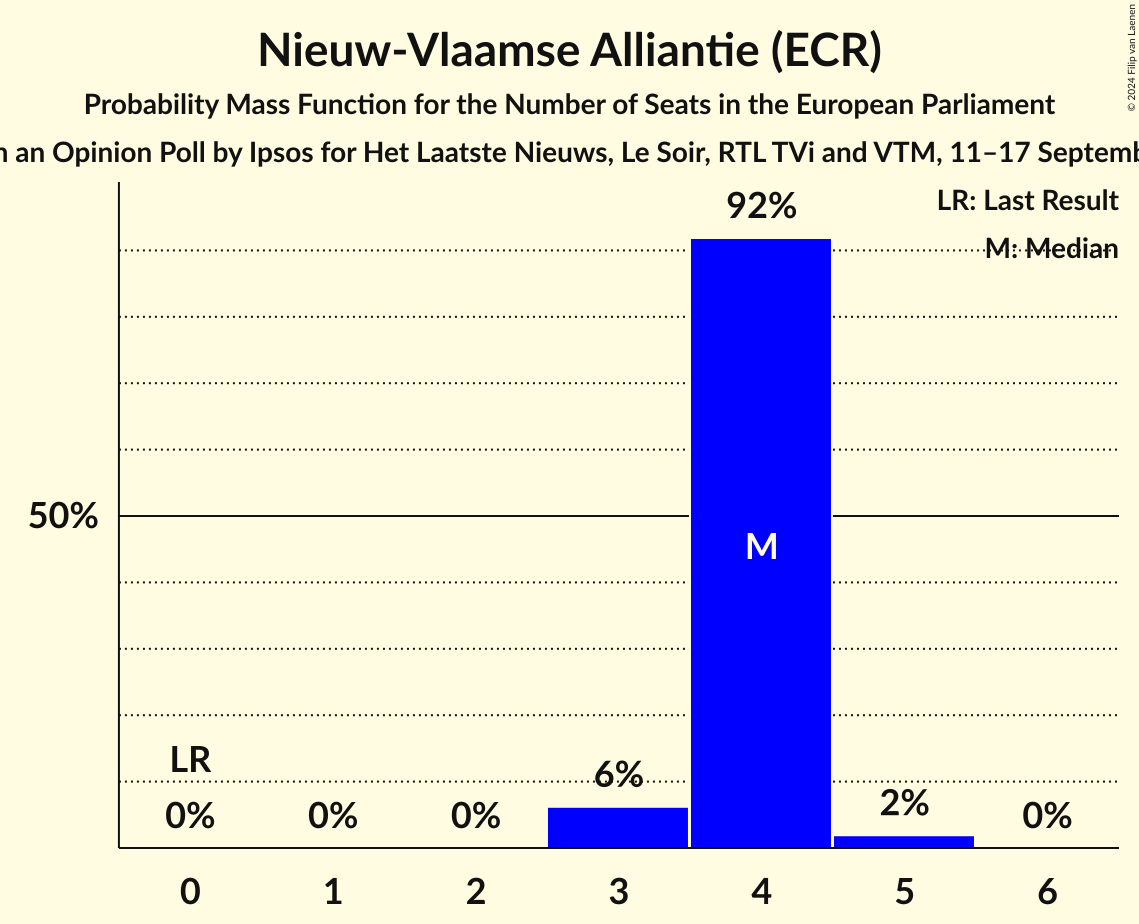 Nieuw-Vlaamse Alliantie (ECR)
Probability Mass Function for the Number of Seats in the European Parliament
an Opinion Poll by Ipsos for Het Laatste Nieuws, Le Soir, RTL TVi and VTM, 11–17
© 2024 Filip van Laenen
LR: Last Result
M: Median
92%
50%
M
LR
0%
0%
0%
6%
2%
0%
0
1
2
3
4
5
6